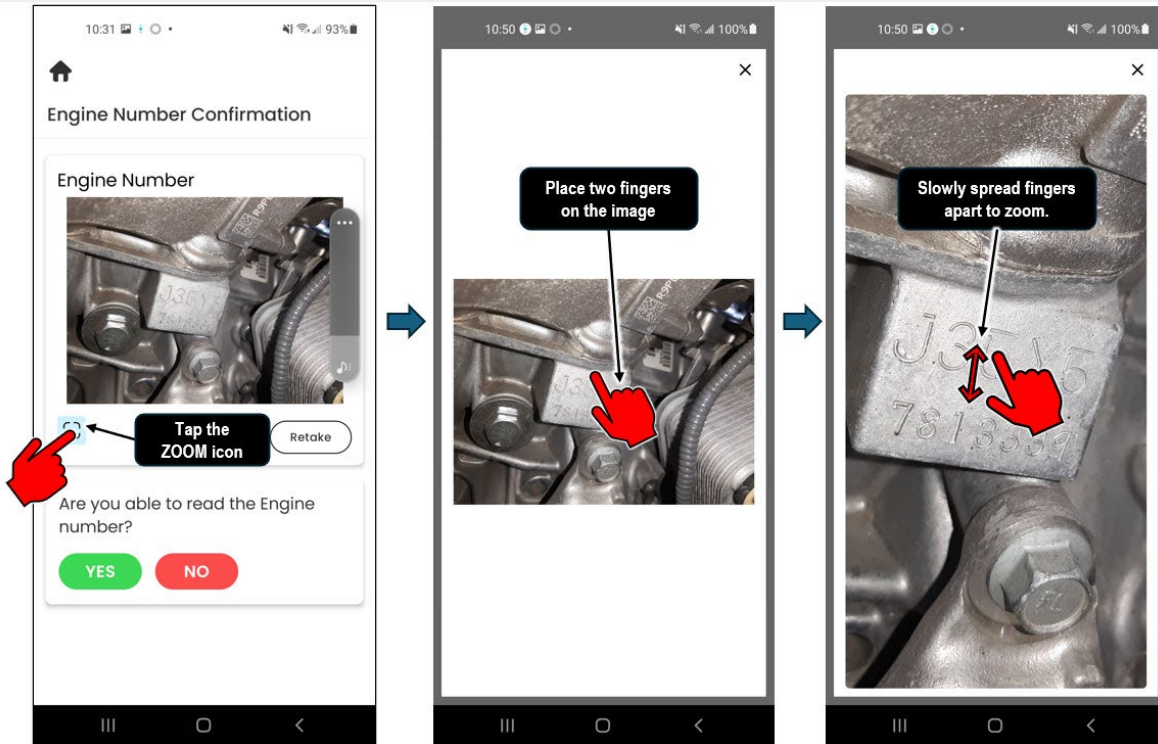 10:31
93%
Engine Number Confirmation
Engine Number
Tap the
ZOOM icon
Retake
Are you able to read the Engine
number?
YES
NO
10:50
100%
Place two fingers
on the image
10:50
100%
Slowly spread fingers
apart to zoom.
J35Y5